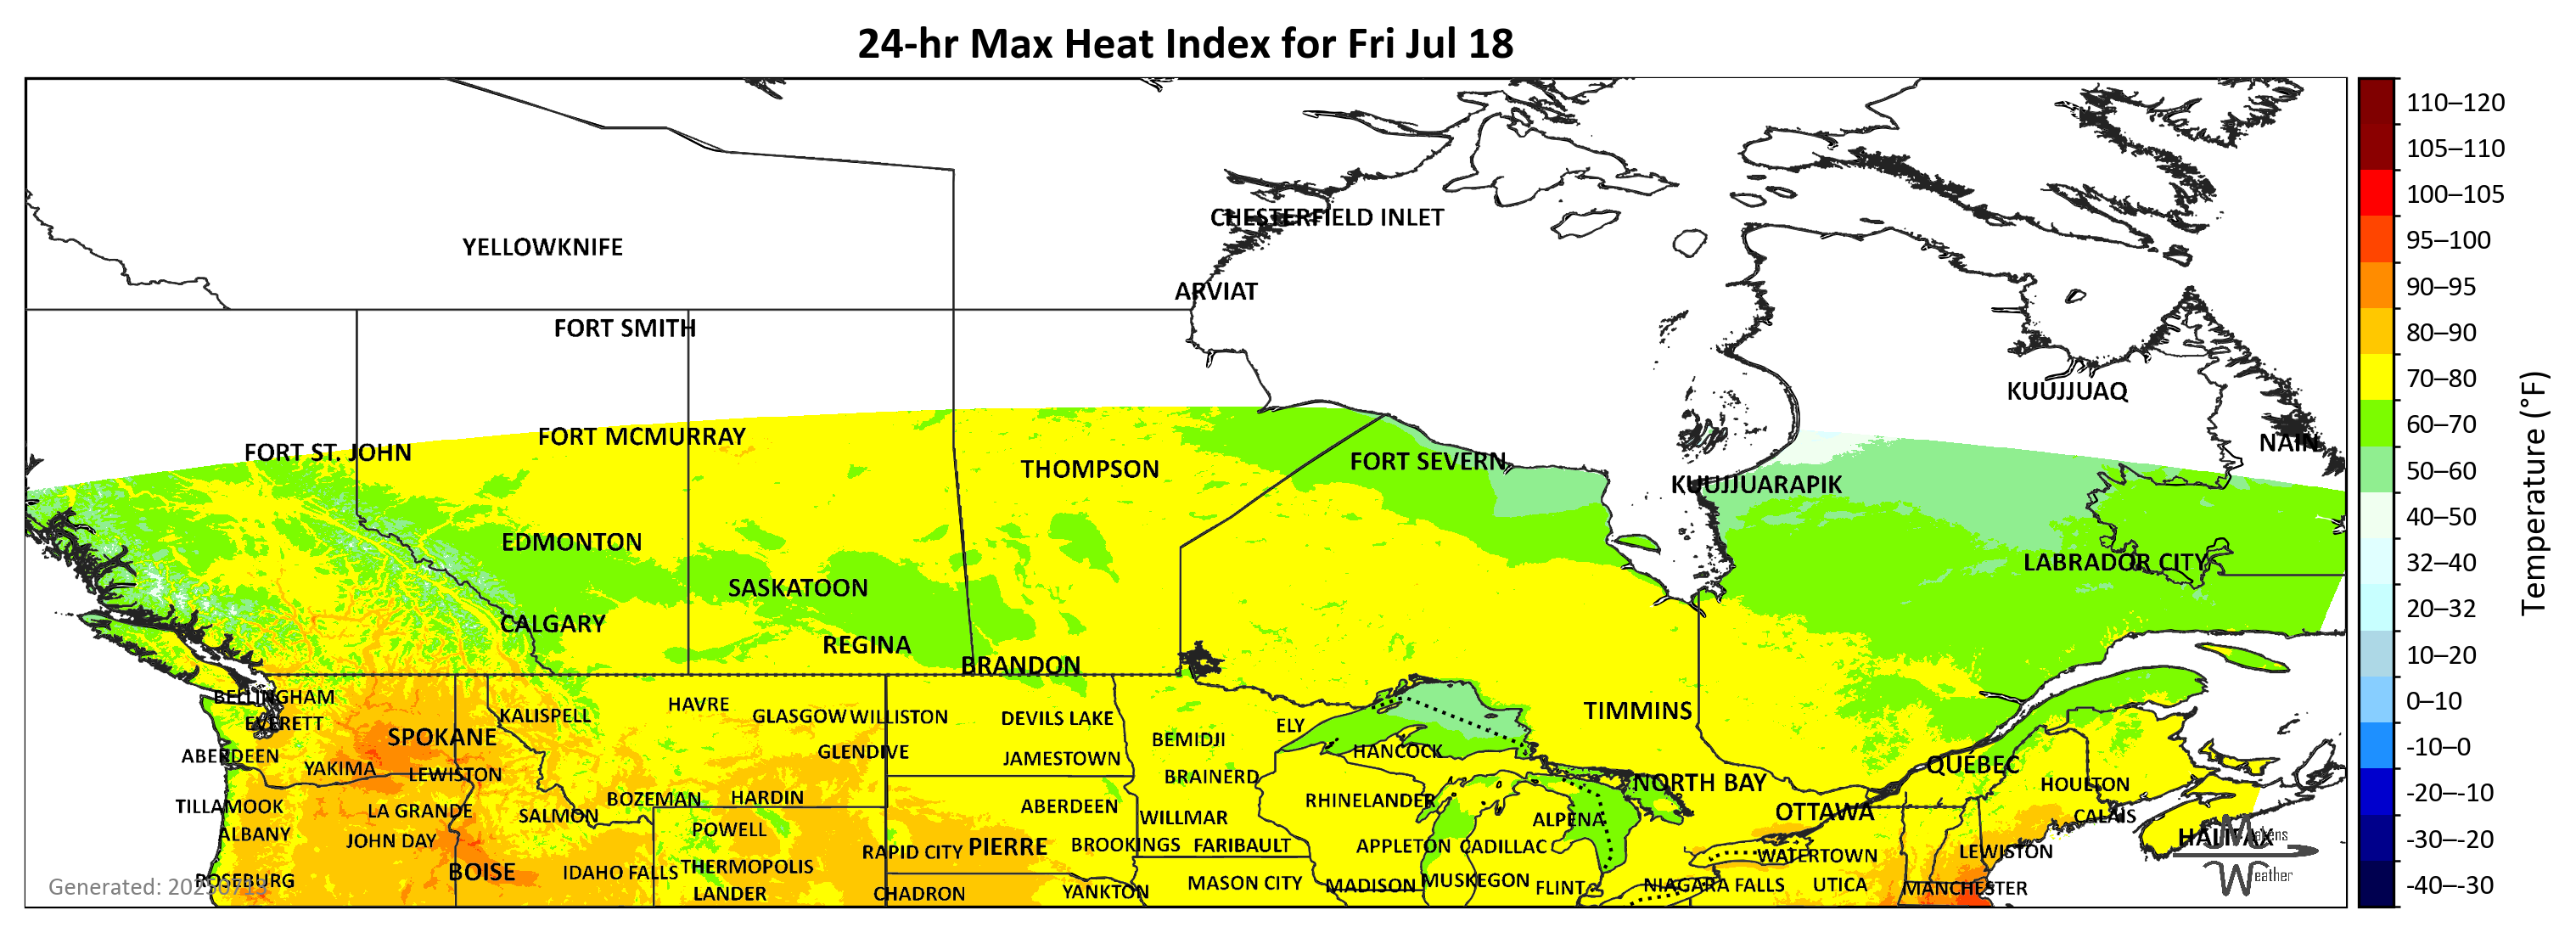 24-hr Max Heat Index for Fri Jul 18
CHESTERFIELD INLET
YELLOWKNIFE
ARVIAT
FORT SMITH
KUUJJUAQ
FORT MCMURRAY
NAIN
FORT ST. JOHN
FORT SEVERN
THOMPSON
KUUJJUARAPIK
EDMONTON
LABRADOR CITY
SASKATOON
CALGARY
REGINA
BRANDON
BELLINGHAM
HAVRE
KALISPELL
GLASGOW
WILLISTON
DEVILS LAKE
TIMMINS
EVERETT
ELY
SPOKANE
BEMIDJI
HANCOCK
GLENDIVE
ABERDEEN
JAMESTOWN
QUÉBEC
YAKIMA
LEWISTON
BRAINERD
NORTH BAY
HOULTON
BOZEMAN
HARDIN
RHINELANDER
TILLAMOOK
ABERDEEN
LA GRANDE
OTTAWA
SALMON
WILLMAR
CALAIS
ALPENA
ALBANY
POWELL
JOHN DAY
HALIFAX
Makens
Weather
RAPID CITY
PIERRE
BROOKINGS
FARIBAULT
APPLETON
CADILLAC
WATERTOWN
LEWISTON
BOISE
IDAHO FALLS
THERMOPOLIS
ROSEBURG
MASON CITY
MADISON
MUSKEGON
FLINT
NIAGARA FALLS
UTICA
MANCHESTER
LANDER
CHADRON
YANKTON
110–120
105–110
100–105
95–100
90–95
80–90
70–80
60–70
50–60
40–50
32–40
20–32
10–20
0–10
-10–0
-20–-10
-30–-20
-40–-30
Temperature (°F)
Generated: